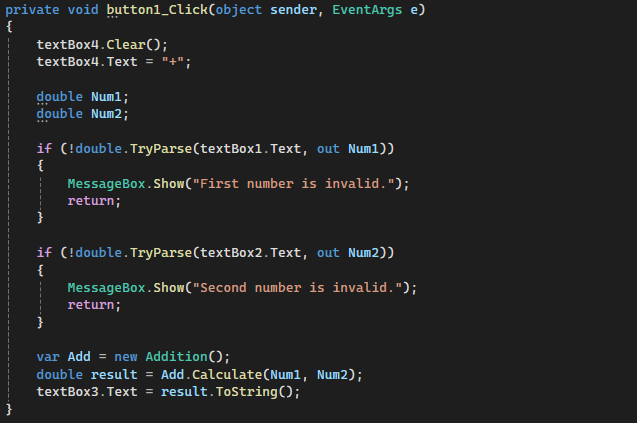 private void button1_Click(object sender, EventArgs e)
{
textBox4.Clear();
textBox4.Text = "+";
double Num1;
double Num2;
if (!double.TryParse(textBox1.Text, out Num1))
{
MessageBox.Show("First number is invalid.");
return;
}
if (!double.TryParse(textBox2.Text, out Num2))
{
MessageBox.Show("Second number is invalid.");
return;
}
var Add = new Addition();
double result = Add.Calculate(Num1, Num2);
textBox3.Text = result.ToString();
}